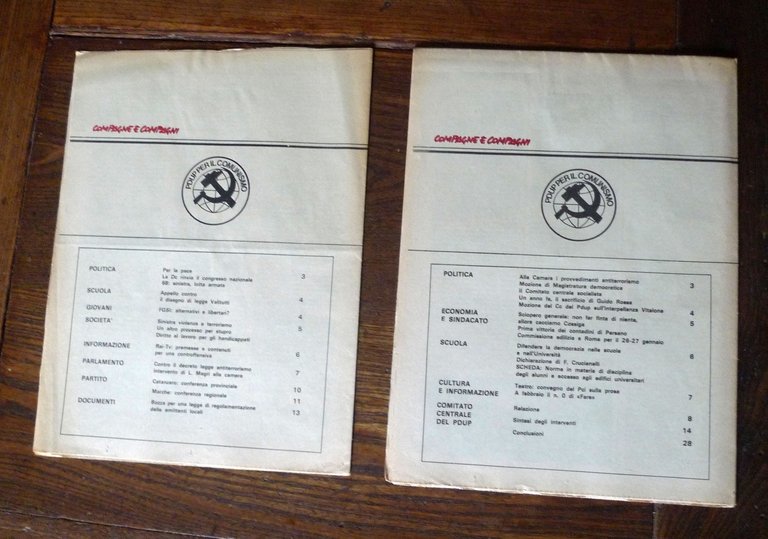 COMPAGNE E COMPAGNI
PDUP PER IL COMUNISMO
POLITICA
Per la pace
La Dc rinvia il congresso nazionale 3
68: sinistra, lotta armata
SCUOLA
Appello contro
il disegno di legge Valitutti 4
GIOVANI
FGSI: alternativi e libertari? 4
SOCIETA'
Sinistra violenza e terrorismo
Un altro processo per stupro 5
Diritto al lavoro per gli handicappati
INFORMAZIONE
Rai-Tv: premesse e contenuti
per una controffensiva 6
PARLAMENTO
Contro il decreto legge antiterrorismo
Intervento di L. Magri alla camera 7
PARTITO
Catanzaro: conferenza provinciale 10
Marche: conferenza regionale 11
DOCUMENTI
Bozza per una legge di regolamentazione
delle emittenti locali 13
COMPAGNE E COMPAGNI
PDUP PER IL COMUNISMO
POLITICA
Alla Camera i provvedimenti antiterrorismo 3
Mozione di Magistratura democratica
Il Comitato centrale socialista
Un anno fa, il sacrificio di Guido Rossa
Mozione del Cc del Pdup sull'interpellanza Vitalone 4
ECONOMIA
E SINDACATO
Sciopero generale: non far finta di niente, 5
allora cacciamo Cossiga
Prima vittoria dei contadini di Persano
Commissione edilizia a Roma per il 26-27 gennaio
SCUOLA
Difendere la democrazia nella scuola 6
e nell'Università
Dichiarazione di F. Crucianelli
SCHEDA: Norme in materia di disciplina
degli alunni e accesso agli edifici universitari
CULTURA
E INFORMAZIONE
Teatro: convegno del Pci sulla prosa 7
A febbraio il n. 0 di «Fare»
COMITATO
CENTRALE
DEL PDUP
Relazione 8
Sintesi degli interventi 14
Conclusioni 28